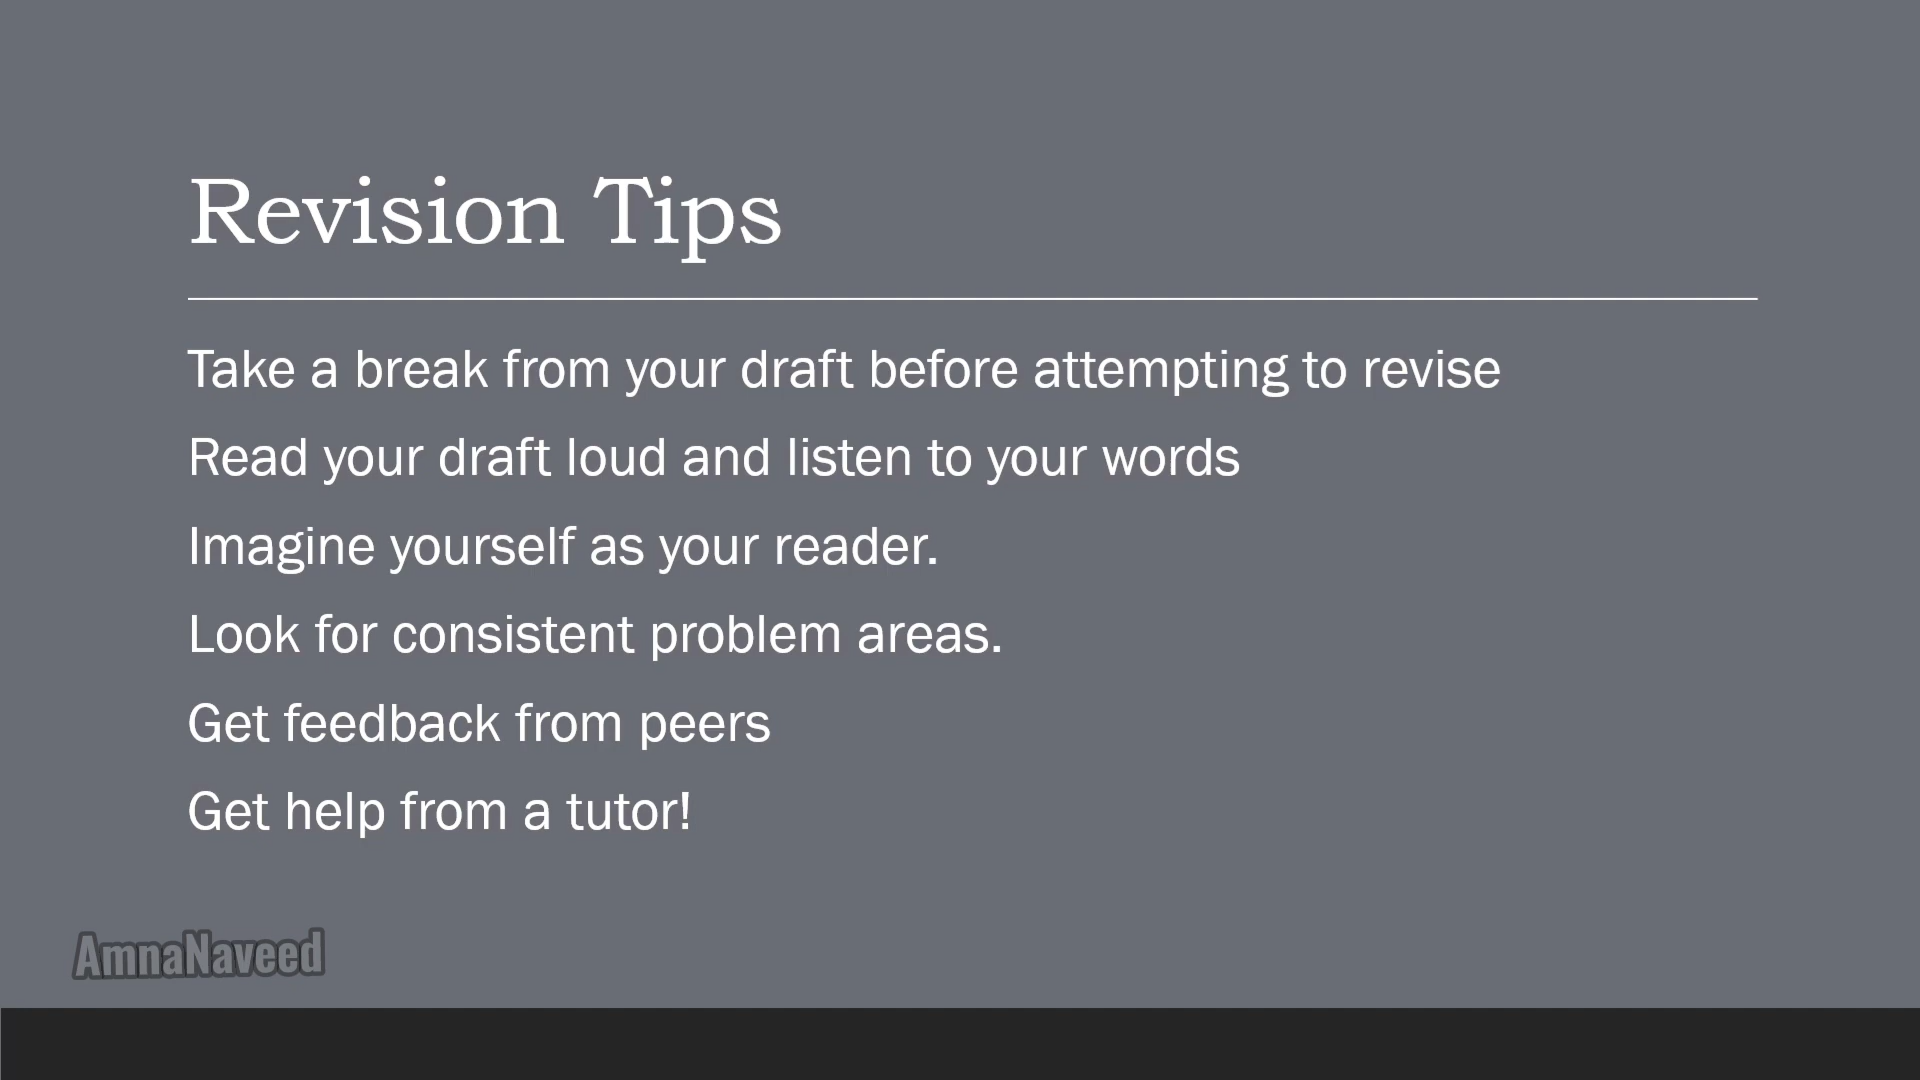 Revision Tips
Take a break from your draft before attempting to revise
Read your draft loud and listen to your words
Imagine yourself as your reader.
Look for consistent problem areas.
Get feedback from peers
Get help from a tutor!
AmnaNaveed